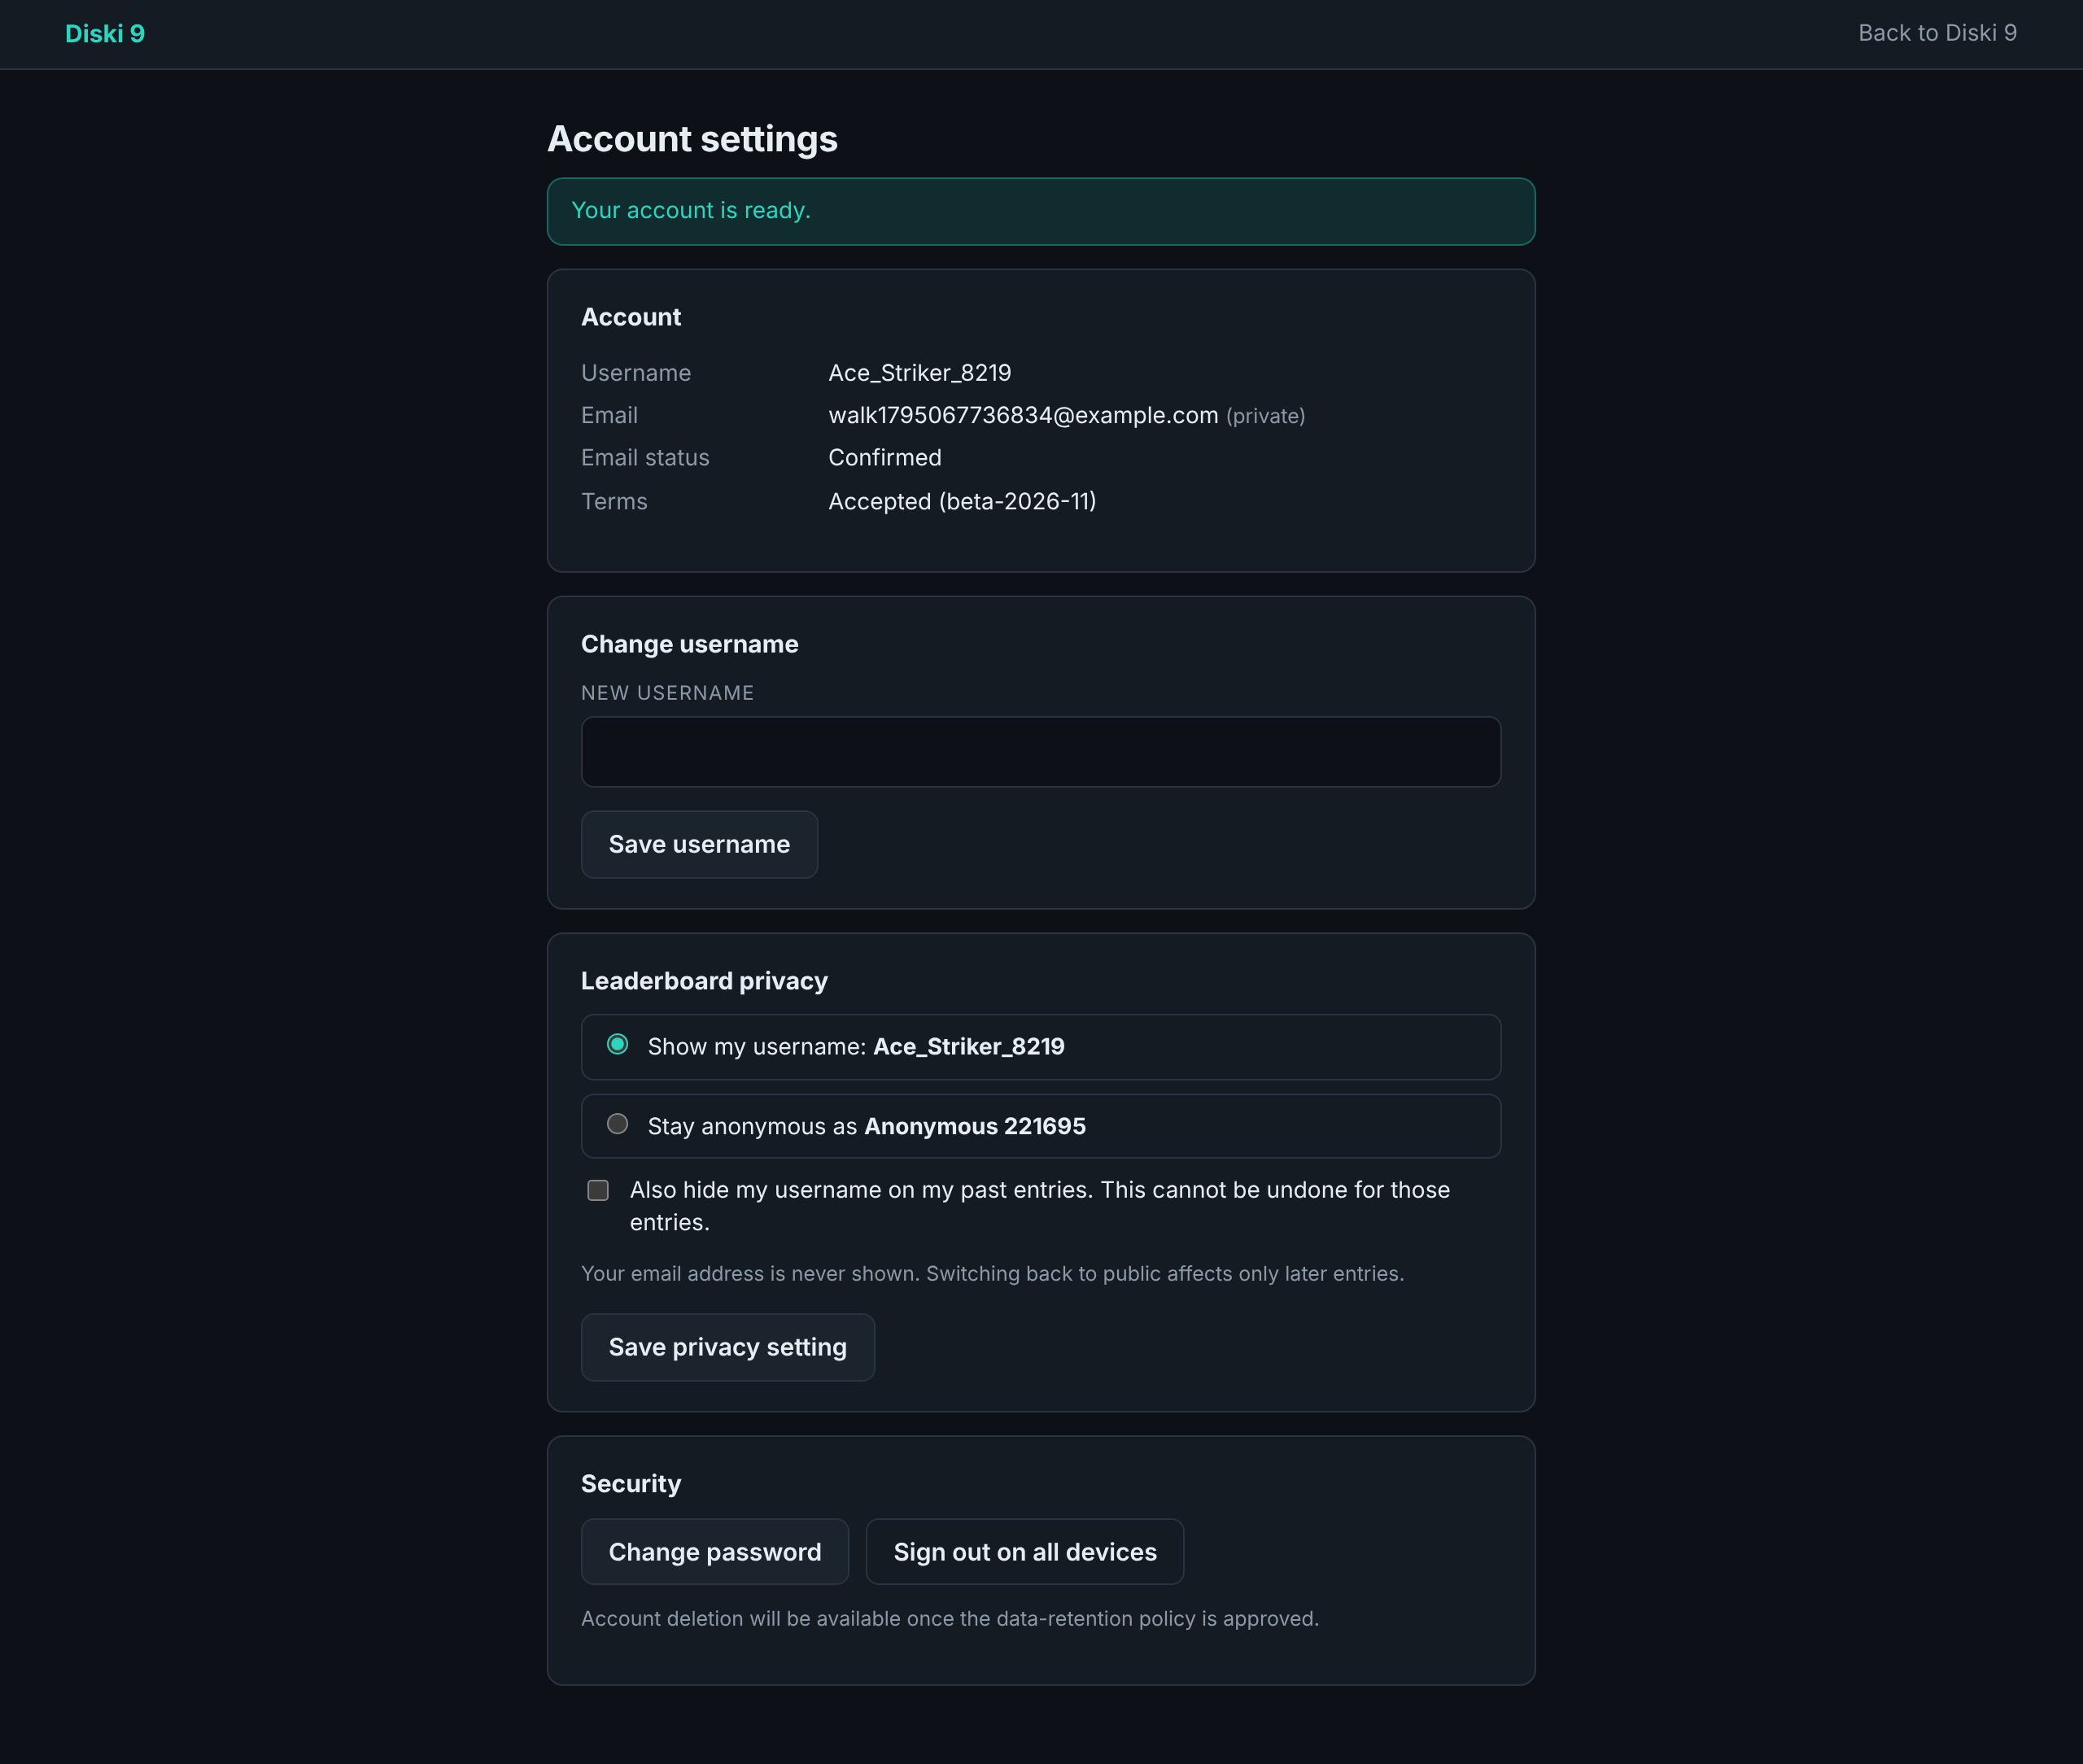 Diski 9
Back to Diski 9
Account settings
Your account is ready.
Account
Username Ace_Striker_8219
Email walk1795067736834@example.com (private)
Email status Confirmed
Terms Accepted (beta-2026-11)
Change username
NEW USERNAME
Save username
Leaderboard privacy
Show my username: Ace_Striker_8219
Stay anonymous as Anonymous 221695
Also hide my username on my past entries. This cannot be undone for those
entries.
Your email address is never shown. Switching back to public affects only later entries.
Save privacy setting
Security
Change password Sign out on all devices
Account deletion will be available once the data-retention policy is approved.